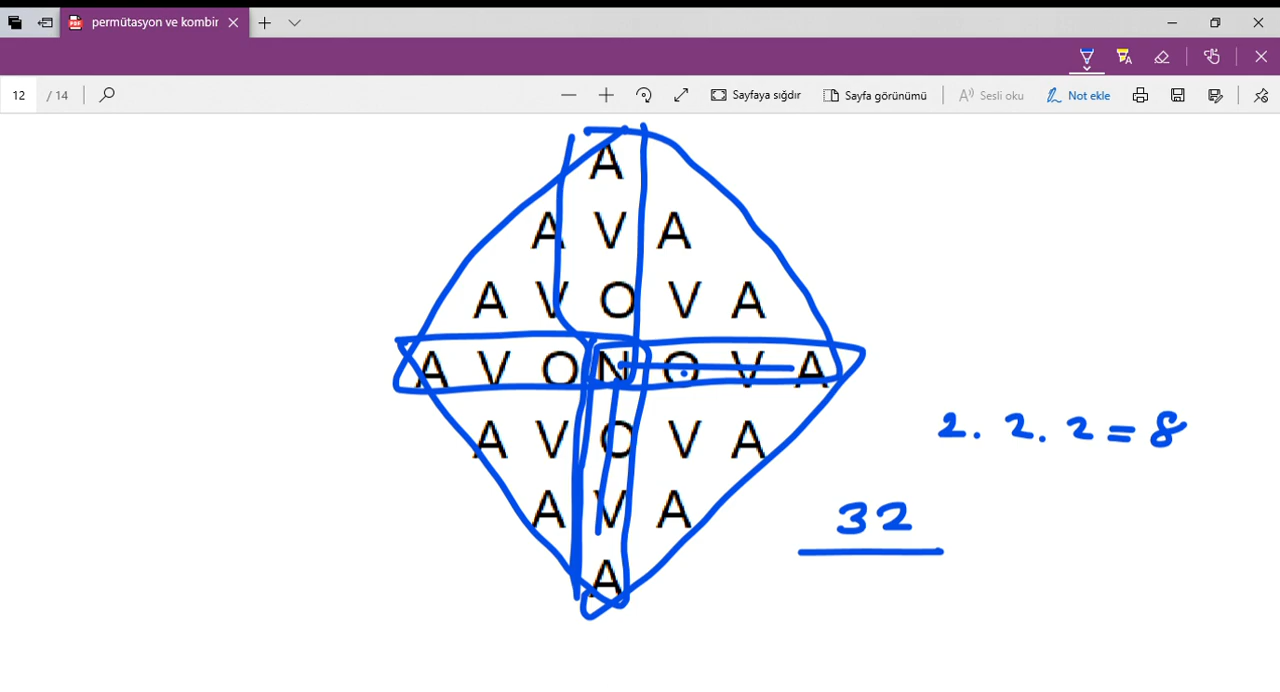 permütasyon ve kombir
12 / 14 Sayfaya sığdır Sayfa görünümü Sesli oku Not ekle
A
A V A
A V O V A
A V O N O V A
A V O V A
A V A
A
2. 2. 2 = 8
32